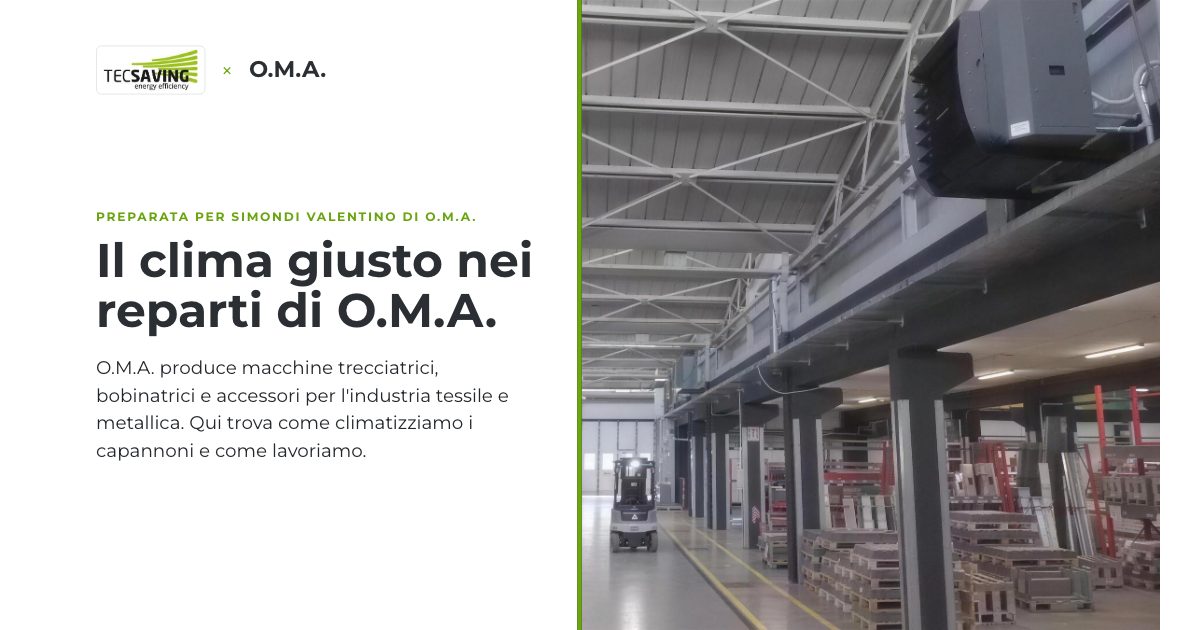 TECSAVING
energy efficiency
× O.M.A.
PREPARATA PER SIMONDI VALENTINO DI O.M.A.
Il clima giusto nei
reparti di O.M.A.
O.M.A. produce macchine trecciatrici,
bobinatrici e accessori per l'industria tessile e
metallica. Qui trova come climatizziamo i
capannoni e come lavoriamo.